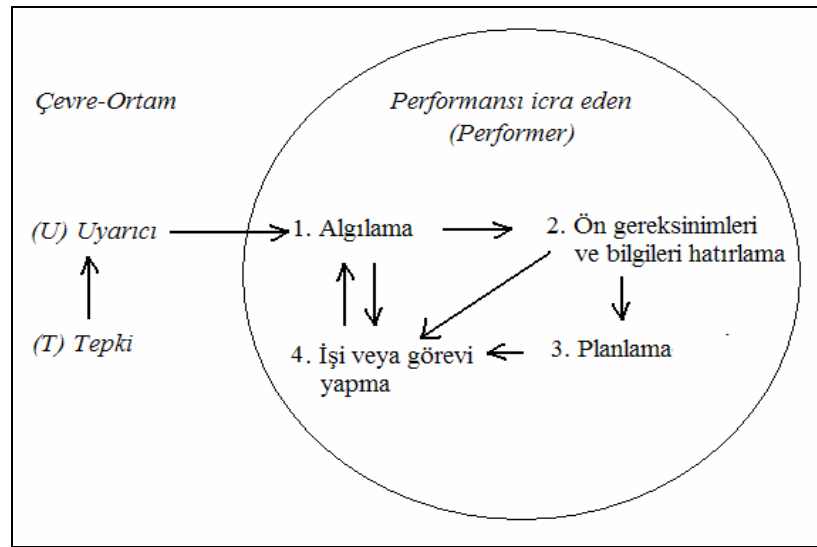 Çevre-Ortam
Performansı icra eden
(Performer)
(U) Uyarıcı
1. Algılama
2. Ön gereksinimleri
ve bilgileri hatırlama
(T) Tepki
4. İşi veya görevi
yapma
3. Planlama